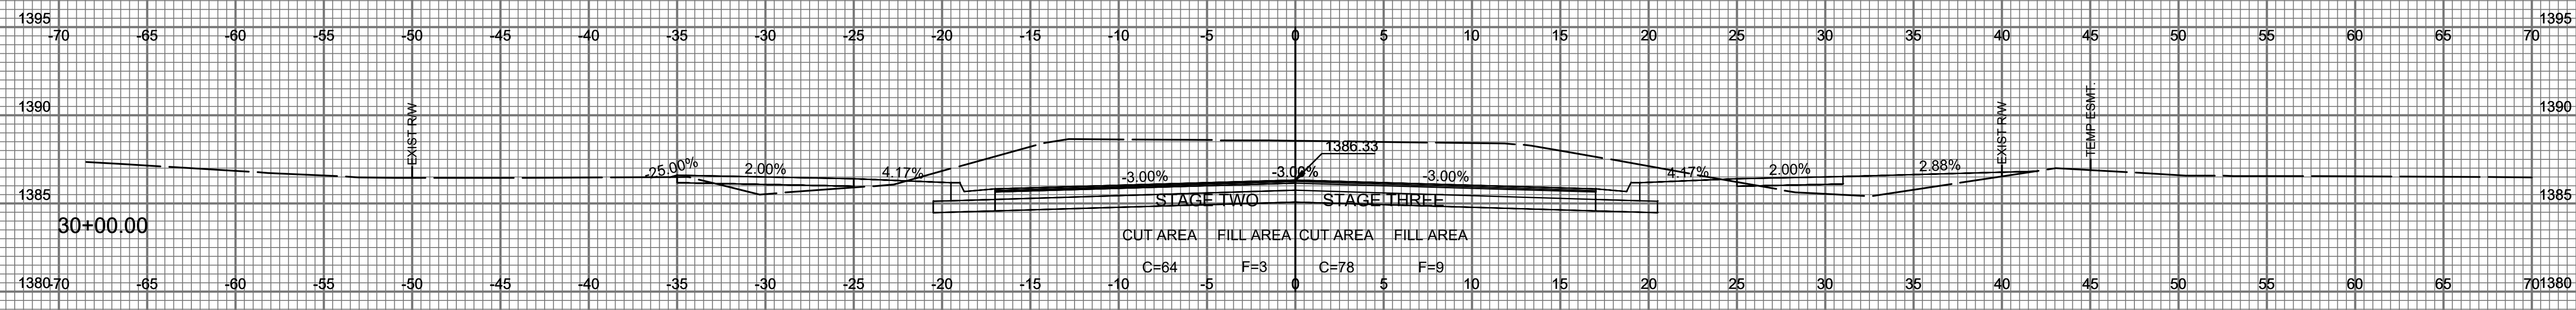 1395 1395
-70 -65 -60 -55 -50 -45 -40 -35 -30 -25 -20 -15 -10 -5 0 5 10 15 20 25 30 35 40 45 50 55 60 65 70
1390 1390
EXIST R/W
EXIST R/W
TEMP ESMT.
1386.33
-25.00% 2.00% 4.17% -3.00% -3.00% -3.00% 4.17% 2.00% 2.88%
1385 1385
STAGE TWO STAGE THREE
30+00.00
CUT AREA FILL AREA CUT AREA FILL AREA
C=64 F=3 C=78 F=9
1380 -70 -65 -60 -55 -50 -45 -40 -35 -30 -25 -20 -15 -10 -5 0 5 10 15 20 25 30 35 40 45 50 55 60 65 70 1380